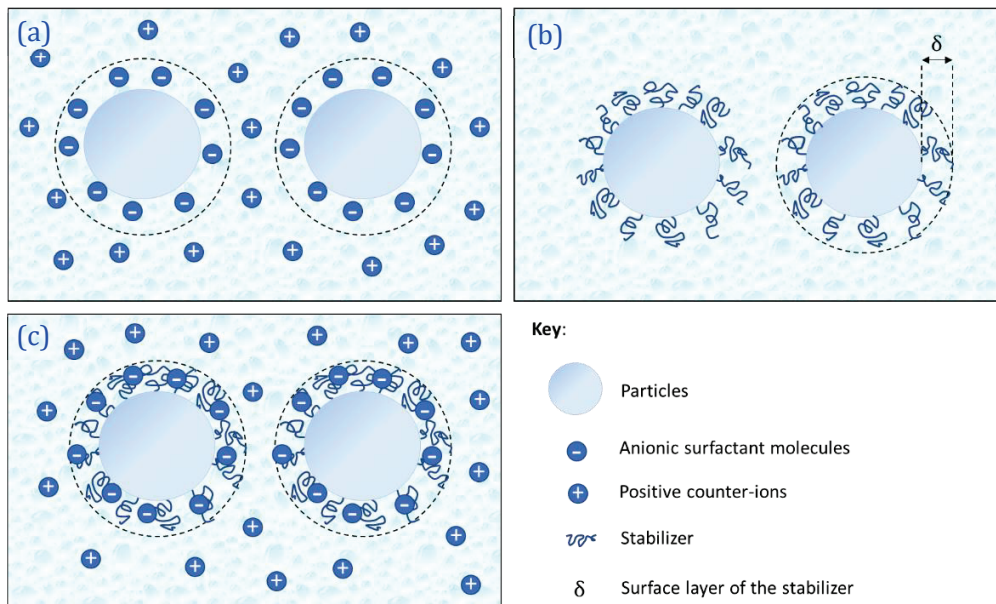 (a)
(b)
δ
(c)
Key:
Particles
Anionic surfactant molecules
Positive counter-ions
Stabilizer
δ Surface layer of the stabilizer